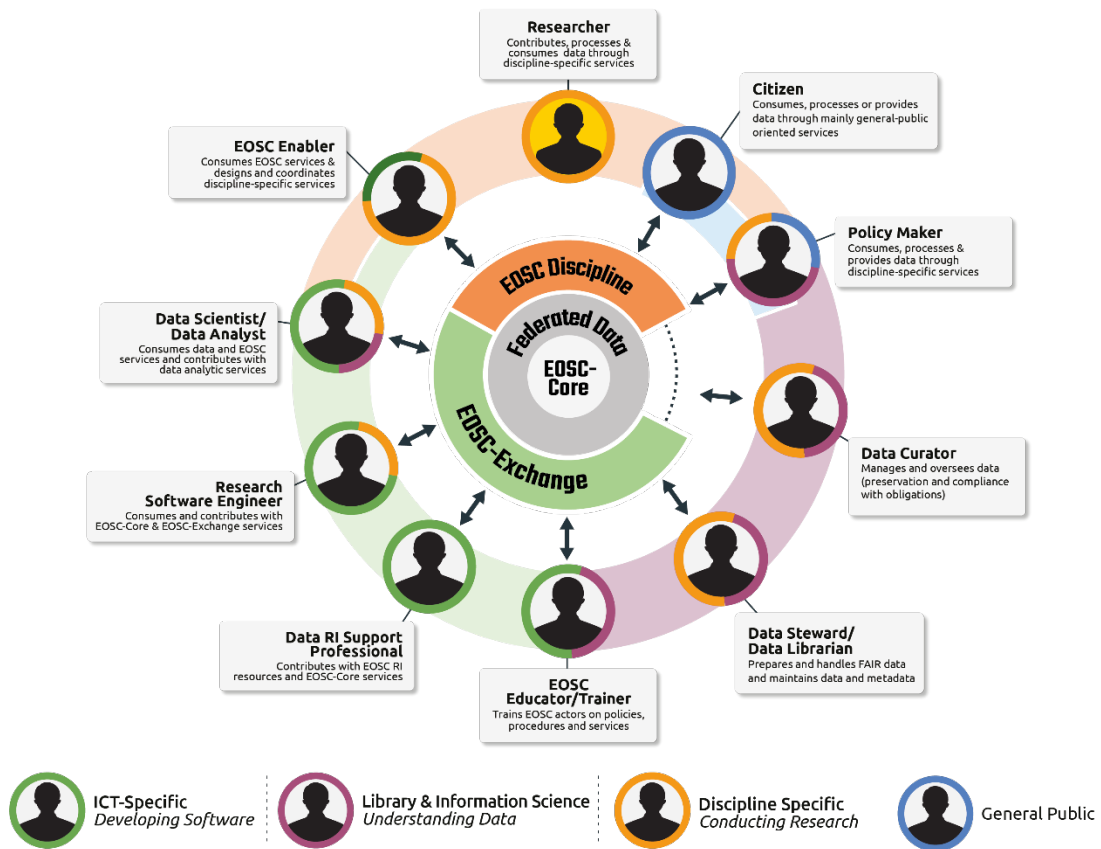 Researcher
Contributes, processes &
consumes data through
discipline-specific services
Citizen
Consumes, processes or provides
data through mainly general-public
oriented services
EOSC Enabler
Consumes EOSC services &
designs and coordinates
discipline-specific services
Policy Maker
Consumes, processes &
provides data through
discipline-specific services
EOSC Discipline
Federated Data
EOSC-
Core
EOSC-Exchange
Data Scientist/
Data Analyst
Consumes data and EOSC
services and contributes with
data analytic services
Data Curator
Manages and oversees data
(preservation and compliance
with obligations)
Research
Software Engineer
Consumes and contributes with
EOSC-Core & EOSC-Exchange services
Data RI Support
Professional
Contributes with EOSC RI
resources and EOSC-Core services
Data Steward/
Data Librarian
Prepares and handles FAIR data
and maintains data and metadata
EOSC
Educator/Trainer
Trains EOSC actors on policies,
procedures and services
ICT-Specific
Developing Software
Library & Information Science
Understanding Data
Discipline Specific
Conducting Research
General Public